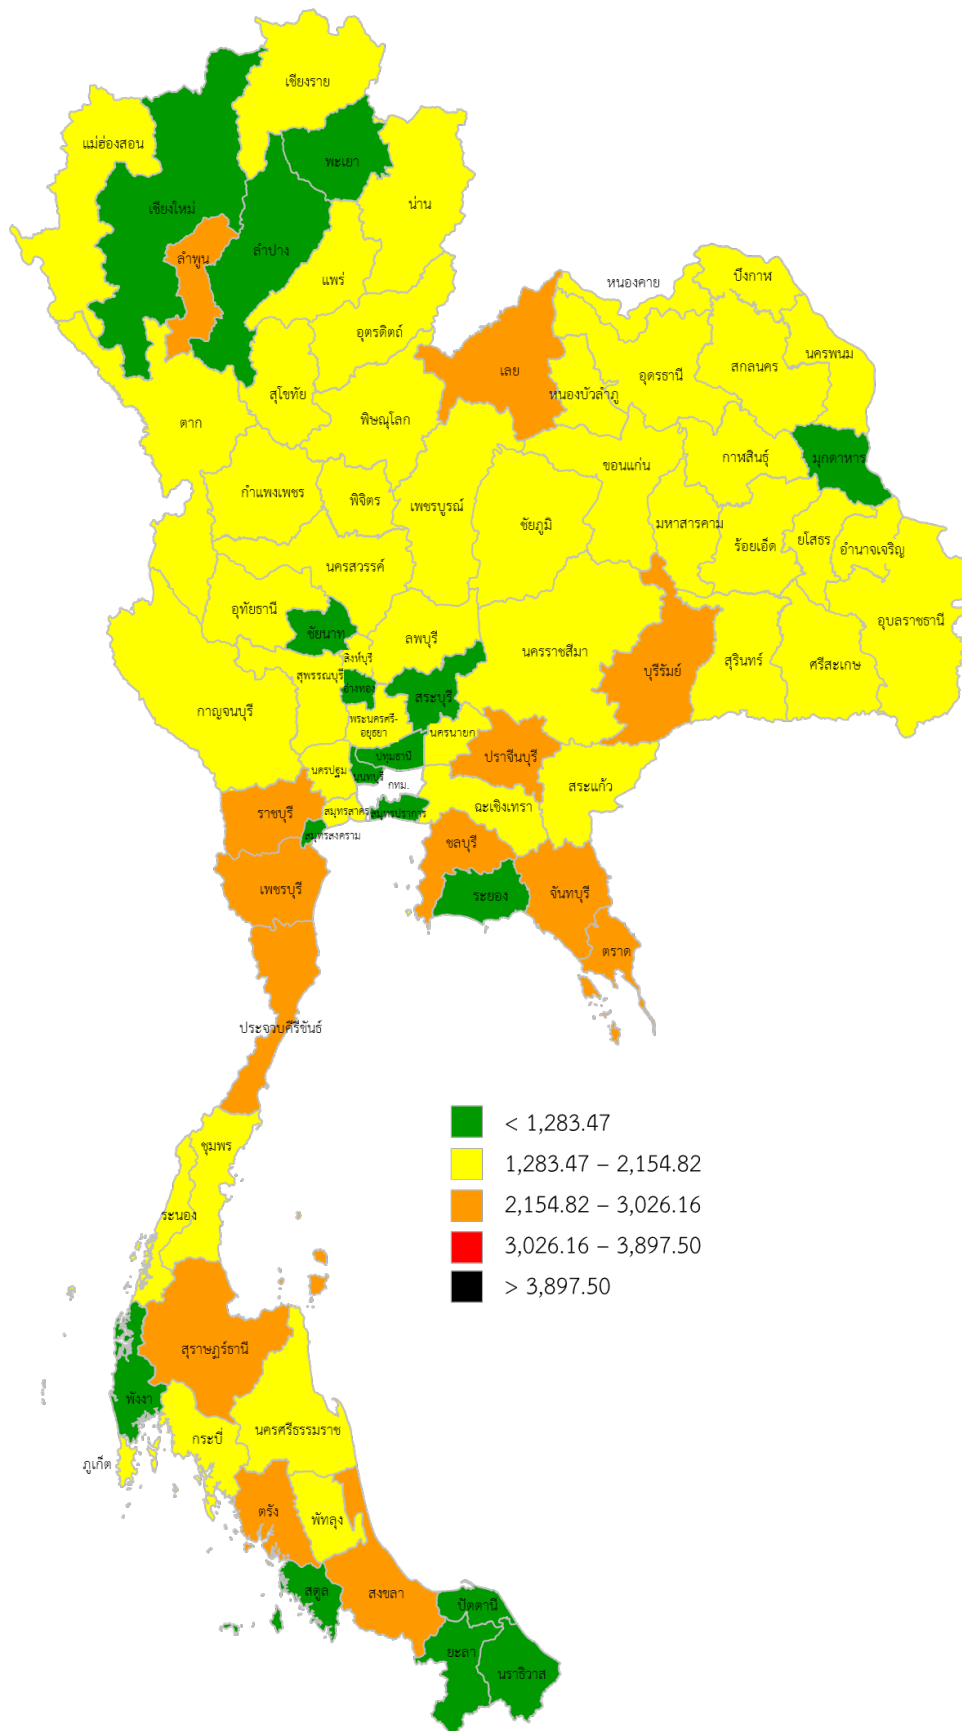 เชียงราย
แม่ฮ่องสอน
พะเยา
น่าน
เชียงใหม่
ลำปาง
ลำพูน
แพร่
หนองคาย
บึงกาฬ
อุตรดิตถ์
นครพนม
สกลนคร
เลย
อุดรธานี
หนองบัวลำภู
สุโขทัย
พิษณุโลก
ตาก
ขอนแก่น
กาฬสินธุ์
มุกดาหาร
กำแพงเพชร
พิจิตร
เพชรบูรณ์
ชัยภูมิ
มหาสารคาม
ร้อยเอ็ด
ยโสธร
อำนาจเจริญ
นครสวรรค์
อุทัยธานี
อุบลราชธานี
ชัยนาท
ลพบุรี
นครราชสีมา
สิงห์บุรี
สุพรรณบุรี
สุรินทร์
ศรีสะเกษ
บุรีรัมย์
อ่างทอง
สระบุรี
กาญจนบุรี
พระนครศรี-
อยุธยา
นครนายก
ปทุมธานี
ปราจีนบุรี
นครปฐม
นนทบุรี
กทม.
สระแก้ว
ฉะเชิงเทรา
ราชบุรี
สมุทรสาคร
สมุทรปราการ
สมุทรสงคราม
ชลบุรี
เพชรบุรี
ระยอง
จันทบุรี
ตราด
ประจวบคีรีขันธ์
< 1,283.47
1,283.47 – 2,154.82
2,154.82 – 3,026.16
3,026.16 – 3,897.50
> 3,897.50
ชุมพร
ระนอง
สุราษฎร์ธานี
พังงา
นครศรีธรรมราช
กระบี่
ภูเก็ต
ตรัง
พัทลุง
สตูล
สงขลา
ปัตตานี
ยะลา
นราธิวาส